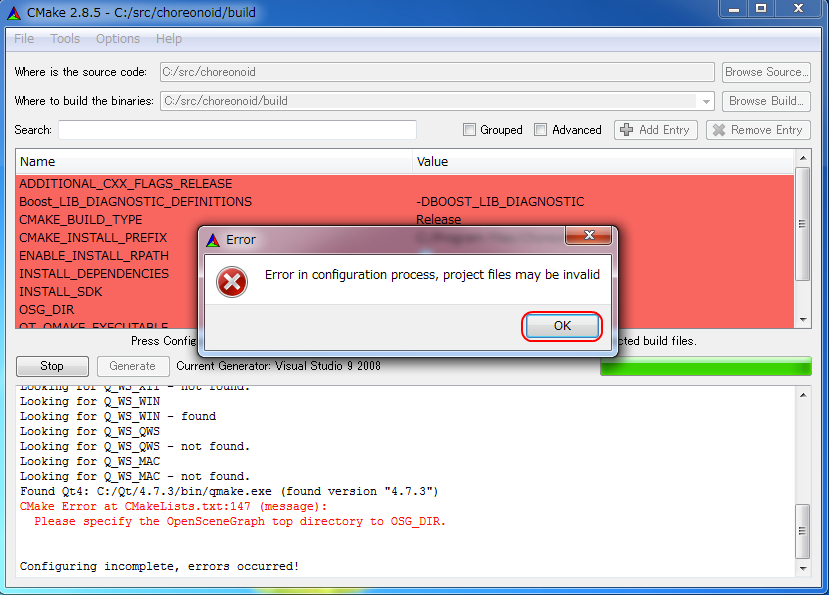 CMake 2.8.5 - C:/src/choreonoid/build
File Tools Options Help
Where is the source code: C:/src/choreonoid Browse Source...
Where to build the binaries: C:/src/choreonoid/build Browse Build...
Search: Grouped Advanced Add Entry Remove Entry
Name Value
ADDITIONAL_CXX_FLAGS_RELEASE
Boost_LIB_DIAGNOSTIC_DEFINITIONS -DBOOST_LIB_DIAGNOSTIC
CMAKE_BUILD_TYPE Release
CMAKE_INSTALL_PREFIX
ENABLE_INSTALL_RPATH
INSTALL_DEPENDENCIES
INSTALL_SDK
OSG_DIR
QT_QMAKE_EXECUTABLE
Error
Error in configuration process, project files may be invalid
OK
Press Config cted build files.
Stop Generate Current Generator: Visual Studio 9 2008
Looking for Q_WS_X11 - not found.
Looking for Q_WS_WIN
Looking for Q_WS_WIN - found
Looking for Q_WS_QWS
Looking for Q_WS_QWS - not found.
Looking for Q_WS_MAC
Looking for Q_WS_MAC - not found.
Found Qt4: C:/Qt/4.7.3/bin/qmake.exe (found version "4.7.3")
CMake Error at CMakeLists.txt:147 (message):
Please specify the OpenSceneGraph top directory to OSG_DIR.
Configuring incomplete, errors occurred!